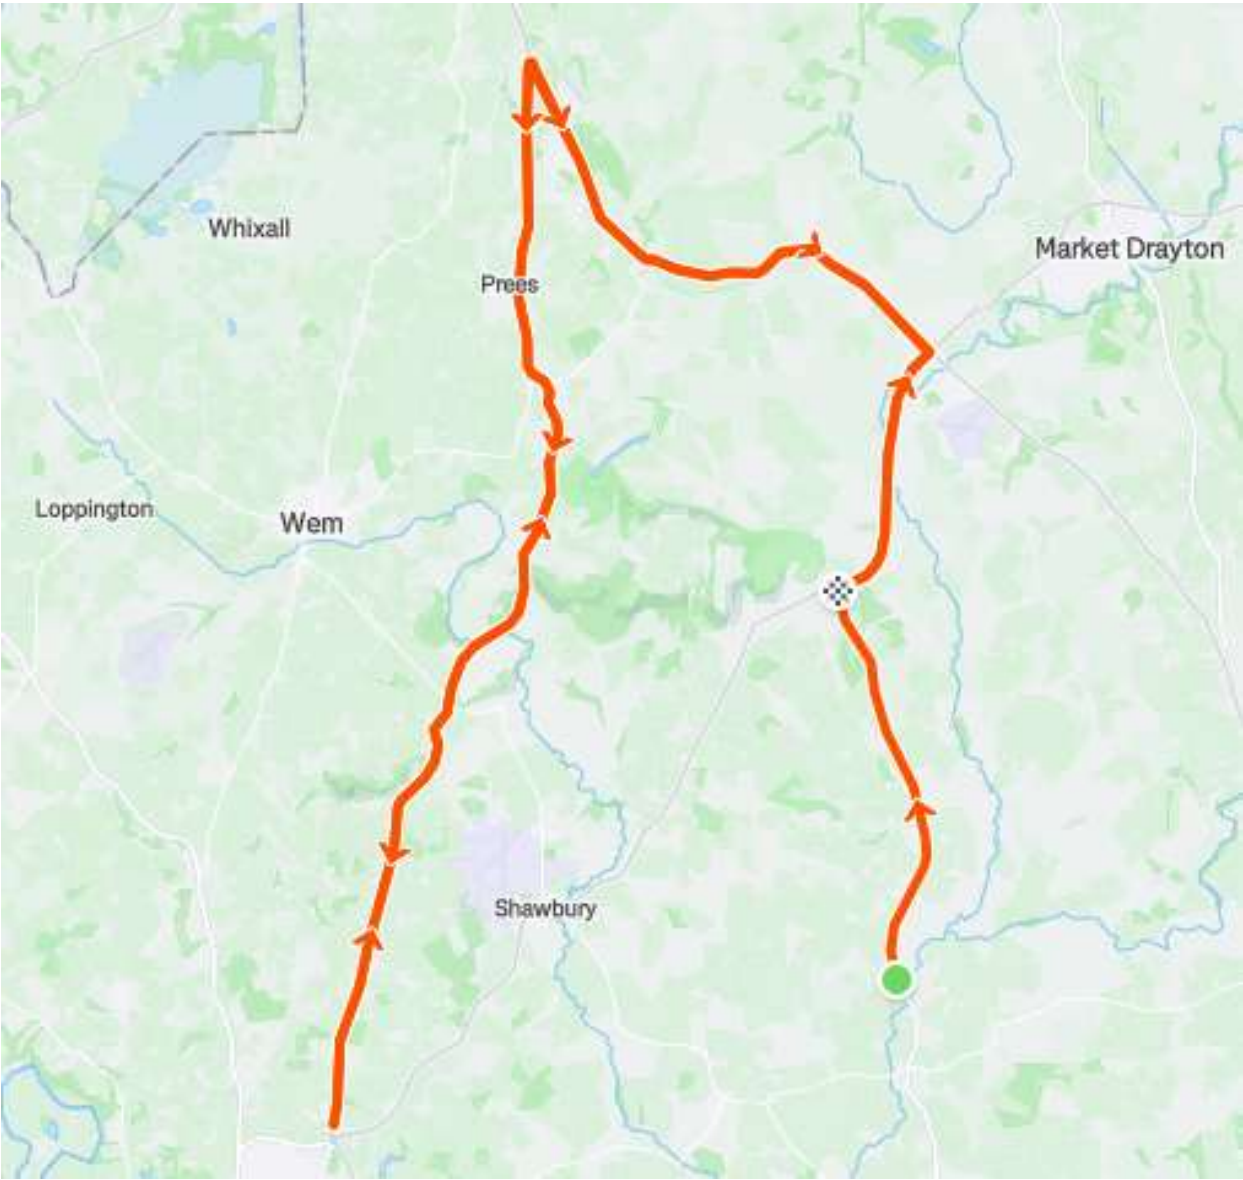 Whixall
Market Drayton
Prees
Loppington
Wem
Shawbury